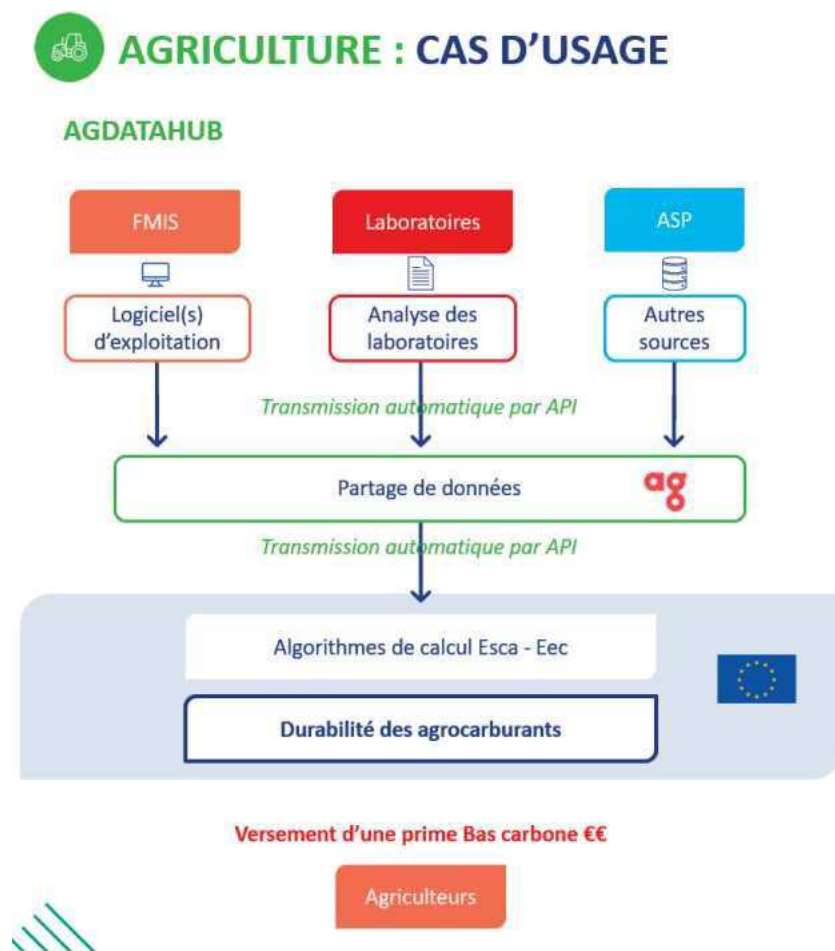 AGRICULTURE : CAS D’USAGE
AGDATAHUB
FMIS
Laboratoires
ASP
Logiciel(s)
d’exploitation
Analyse des
laboratoires
Autres
sources
Transmission automatique par API
Partage de données
ag
Transmission automatique par API
Algorithmes de calcul Esca - Eec
Durabilité des agrocarburants
Versement d’une prime Bas carbone €€
Agriculteurs